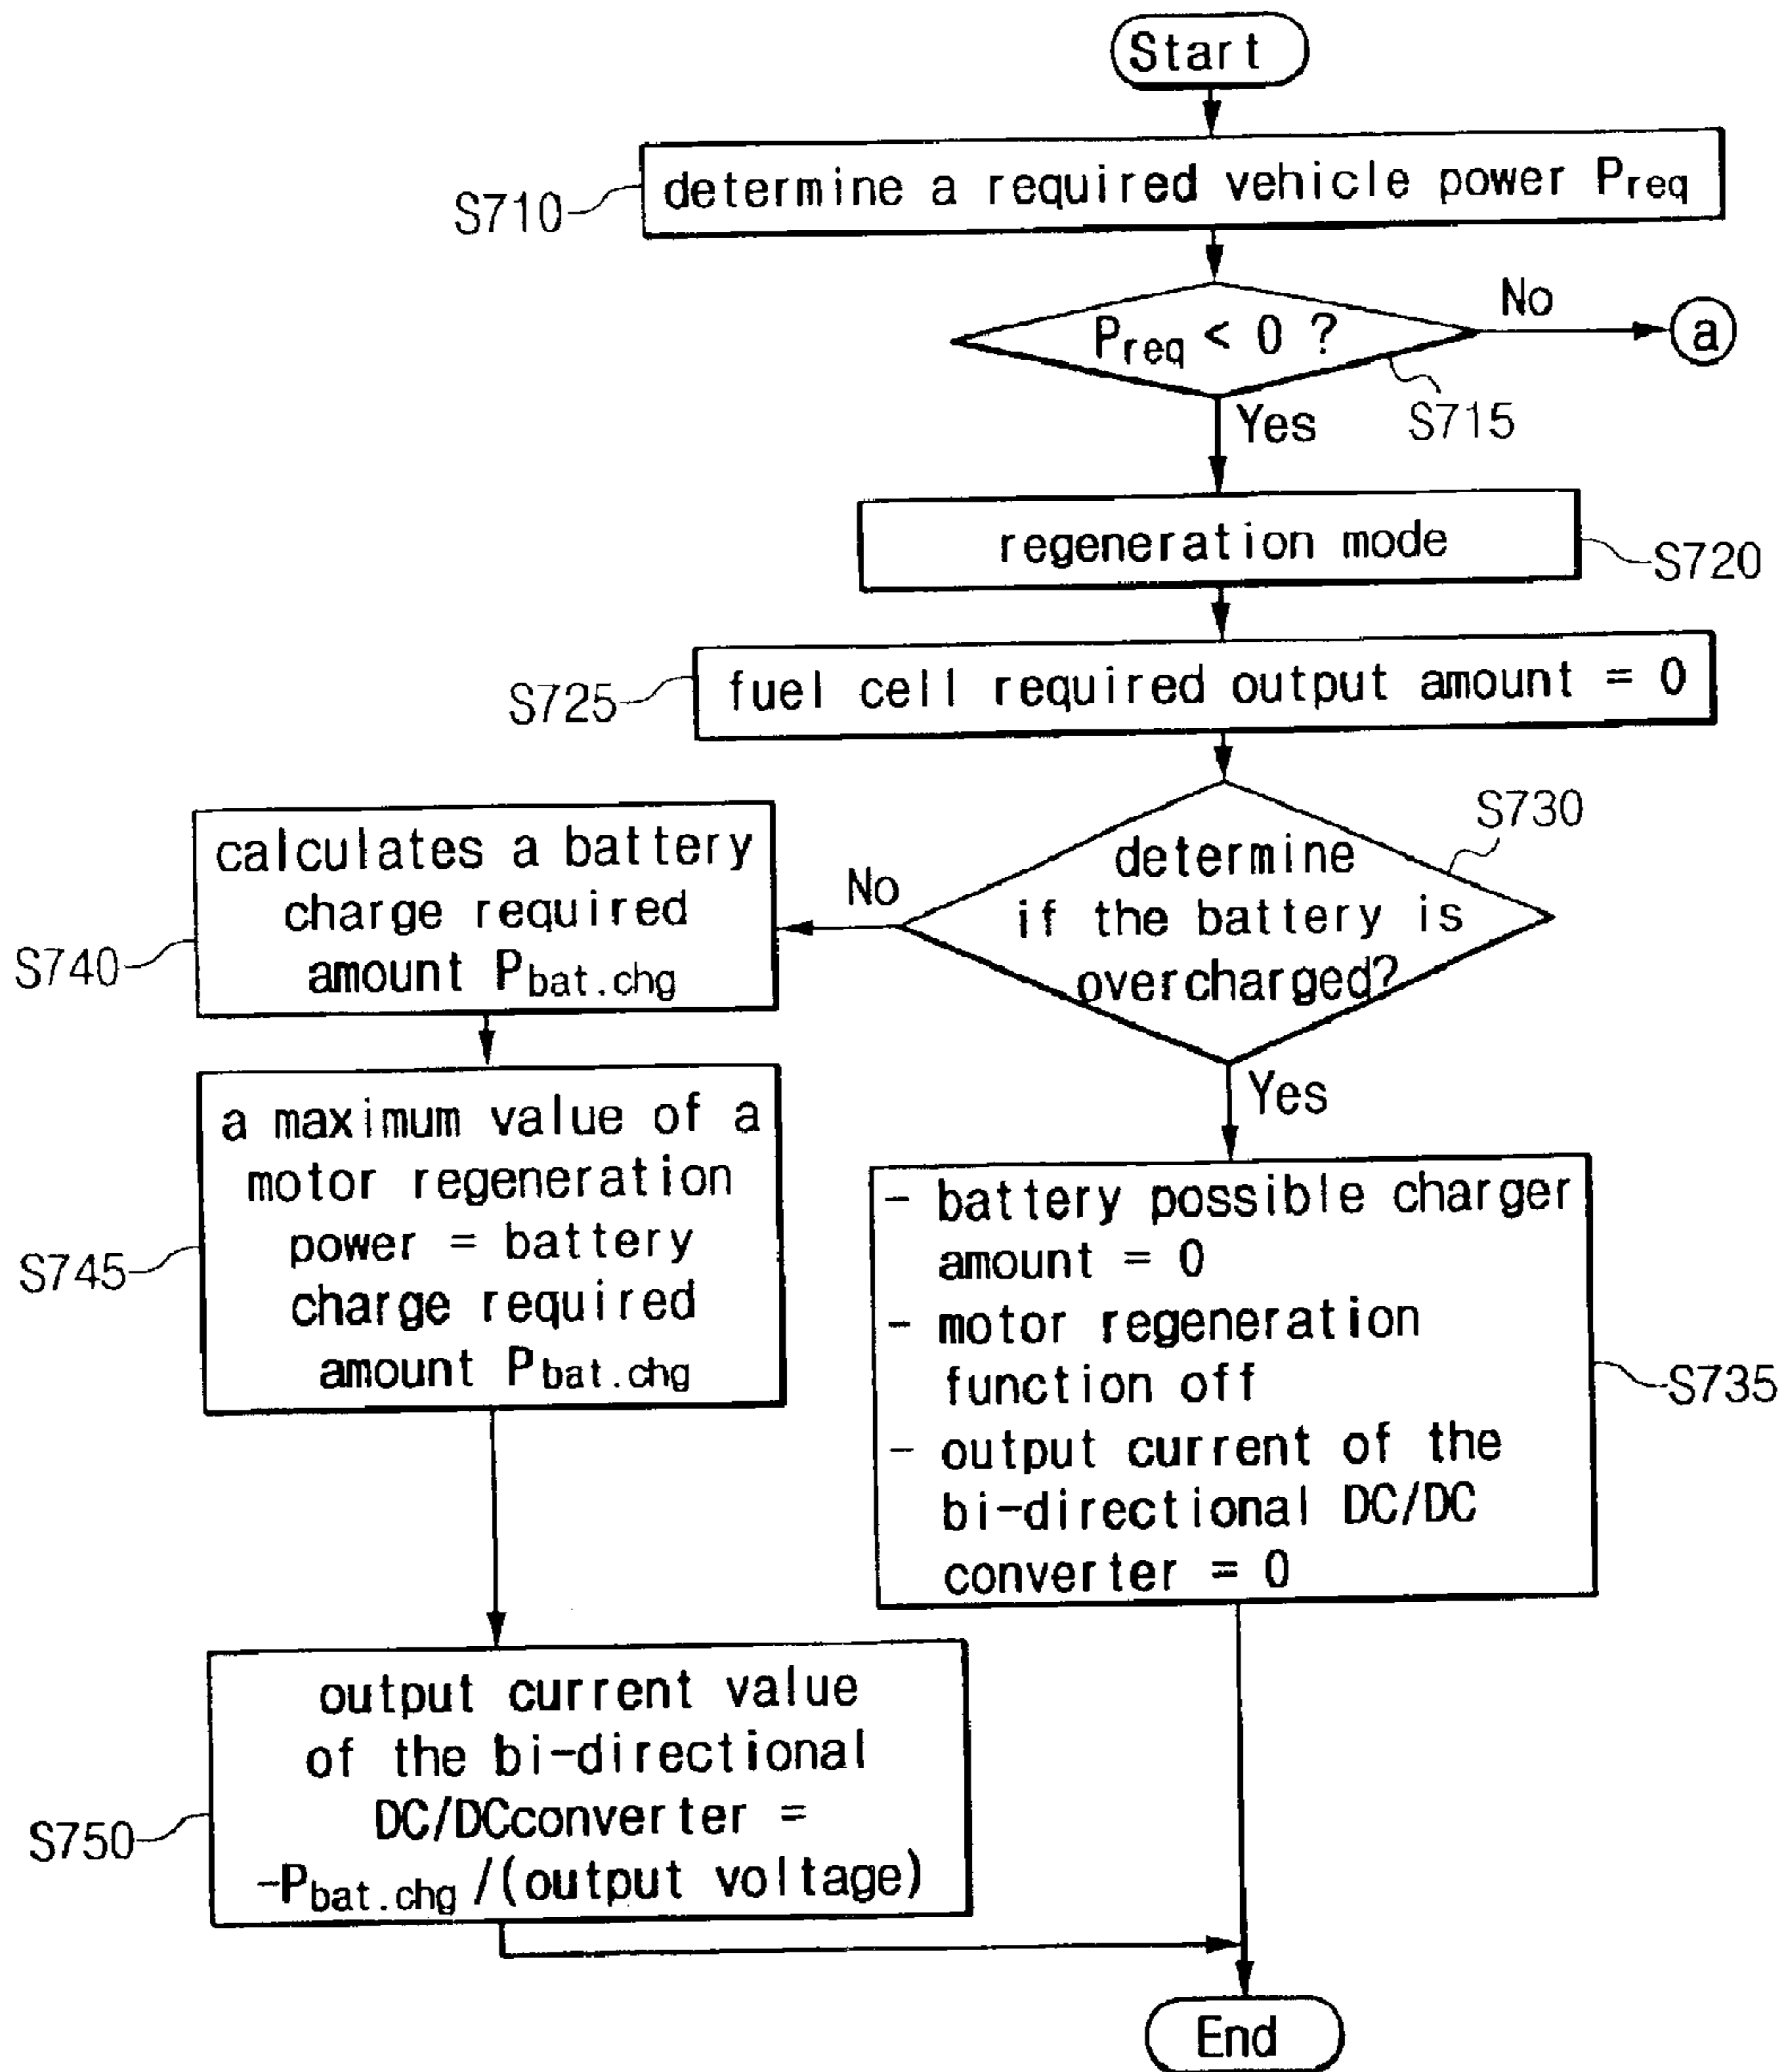 Start
S710
determine a required vehicle power Preq
Preq < 0 ?
No
a
S715
Yes
regeneration mode
S720
S725
fuel cell required output amount = 0
S730
determine
if the battery is
overcharged?
No
Yes
S740
calculates a battery
charge required
amount Pbat.chg
S745
a maximum value of a
motor regeneration
power = battery
charge required
amount Pbat.chg
- battery possible charger
amount = 0
- motor regeneration
function off
- output current of the
bi-directional DC/DC
converter = 0
S735
S750
output current value
of the bi-directional
DC/DCconverter =
-Pbat.chg /(output voltage)
End